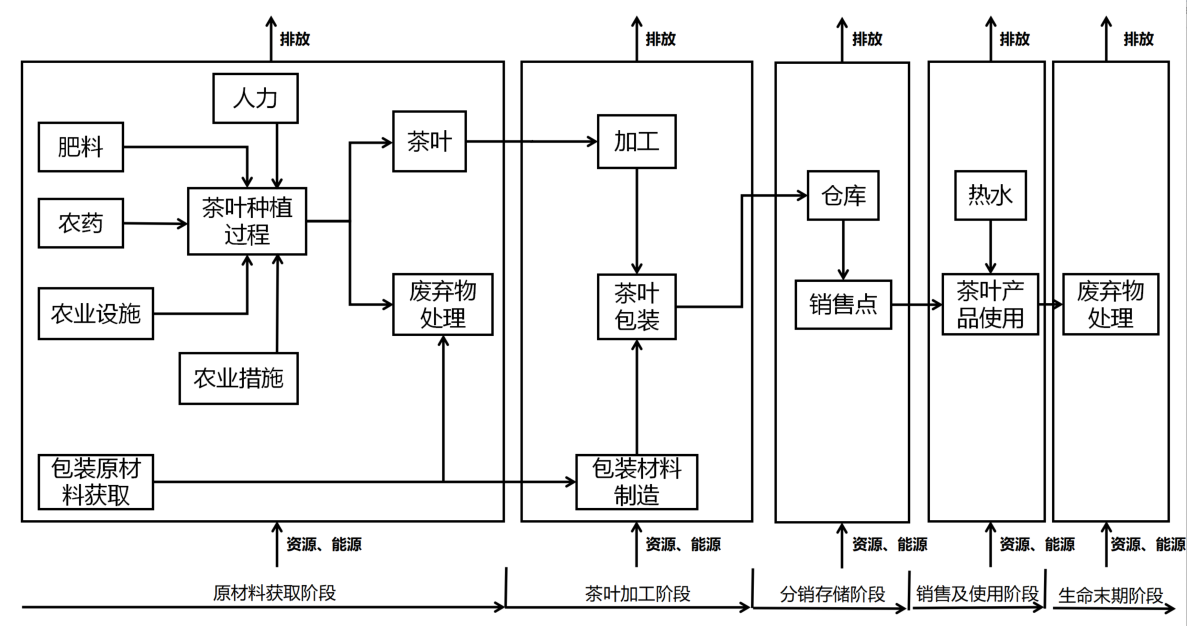 排放
排放
排放
排放
排放
人力
肥料
茶叶
加工
农药
茶叶种植
过程
仓库
热水
农业设施
废弃物
处理
茶叶
包装
销售点
茶叶产
品使用
废弃物
处理
农业措施
包装原材
料获取
包装材料
制造
资源、能源
资源、能源
资源、能源
资源、能源
资源、能源
原材料获取阶段
茶叶加工阶段
分销存储阶段
销售及使用阶段
生命末期阶段